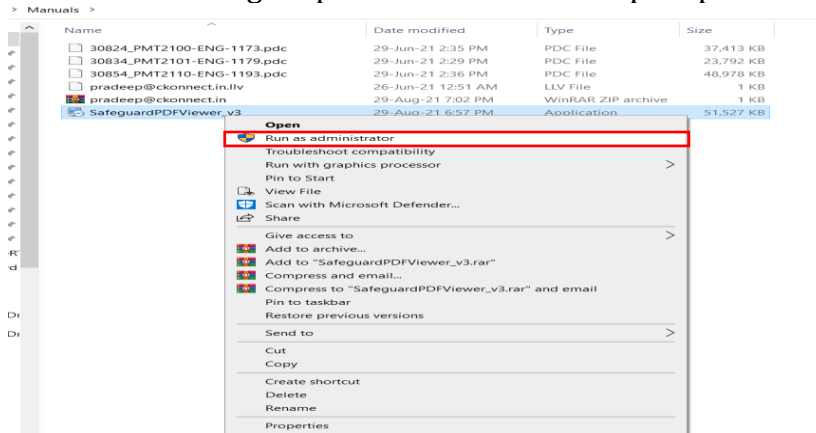 > Manuals >
Name Date modified Type Size
30824_PMT2100-ENG-1173.pdc 29-Jun-21 2:35 PM PDC File 37,413 KB
30834_PMT2101-ENG-1179.pdc 29-Jun-21 2:29 PM PDC File 23,792 KB
30854_PMT2110-ENG-1193.pdc 29-Jun-21 2:36 PM PDC File 48,978 KB
pradeep@ckonnect.in.llv 26-Jun-21 12:51 AM LLV File 1 KB
pradeep@ckonnect.in 29-Aug-21 7:02 PM WinRAR ZIP archive 1 KB
SafeguardPDFViewer_v3 29-Aug-21 6:57 PM Application 51,527 KB
Open
Run as administrator
Troubleshoot compatibility
Run with graphics processor >
Pin to Start
View File
Scan with Microsoft Defender...
Share
Give access to >
Add to archive...
Add to "SafeguardPDFViewer_v3.rar"
Compress and email...
Compress to "SafeguardPDFViewer_v3.rar" and email
Pin to taskbar
Restore previous versions
Send to >
Cut
Copy
Create shortcut
Delete
Rename
Properties